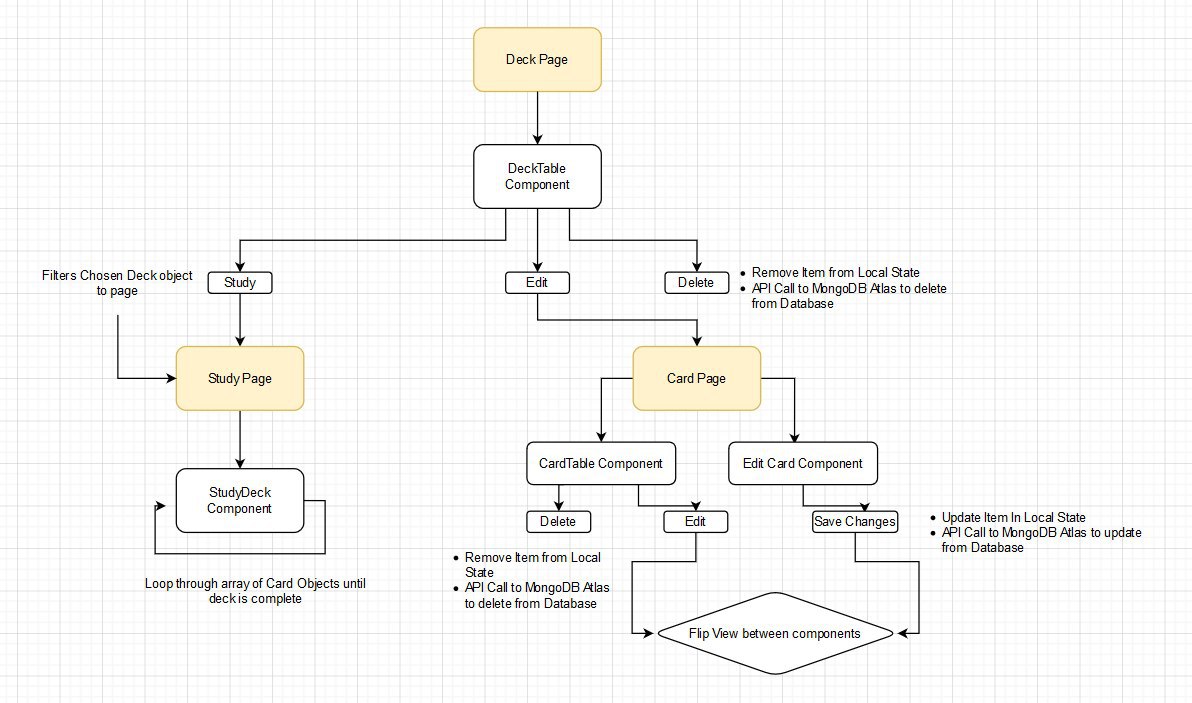 Deck Page
DeckTable
Component
Filters Chosen Deck object
to page
Study
Edit
Delete
• Remove Item from Local State
• API Call to MongoDB Atlas to delete
from Database
Study Page
Card Page
CardTable Component
Edit Card Component
StudyDeck
Component
Delete
Edit
Save Changes
• Update Item In Local State
• API Call to MongoDB Atlas to update
from Database
• Remove Item from Local
State
• API Call to MongoDB Atlas
to delete from Database
Loop through array of Card Objects until
deck is complete
Flip View between components